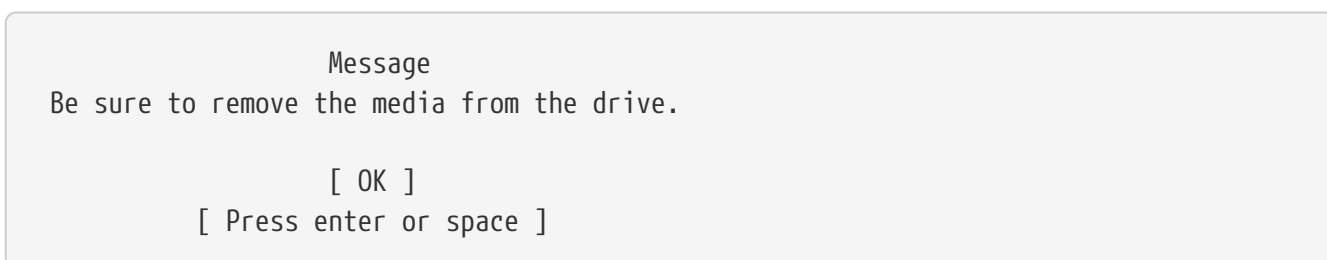 Message
Be sure to remove the media from the drive.
[ OK ]
[ Press enter or space ]